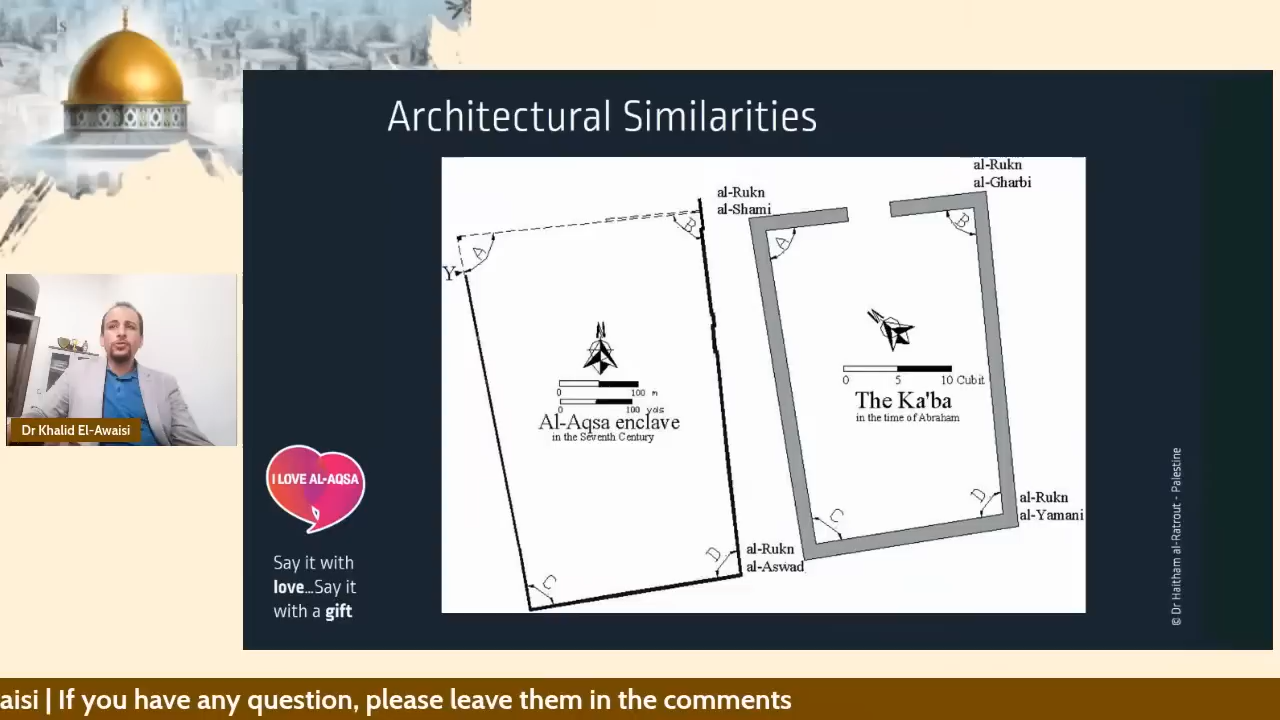 Architectural Similarities
al-Rukn
al-Gharbi
al-Rukn
al-Shami
A
B
Y
N
0 100 m
0 100 yds
Al-Aqsa enclave
in the Seventh Century
C
D
al-Rukn
al-Aswad
A
B
0 5 10 Cubit
The Ka'ba
in the time of Abraham
C
D
al-Rukn
al-Yamani
© Dr Haitham al-Ratrout - Palestine
Dr Khalid El-Awaisi
I LOVE AL-AQSA
Say it with
love...Say it
with a gift
aisi | If you have any question, please leave them in the comments